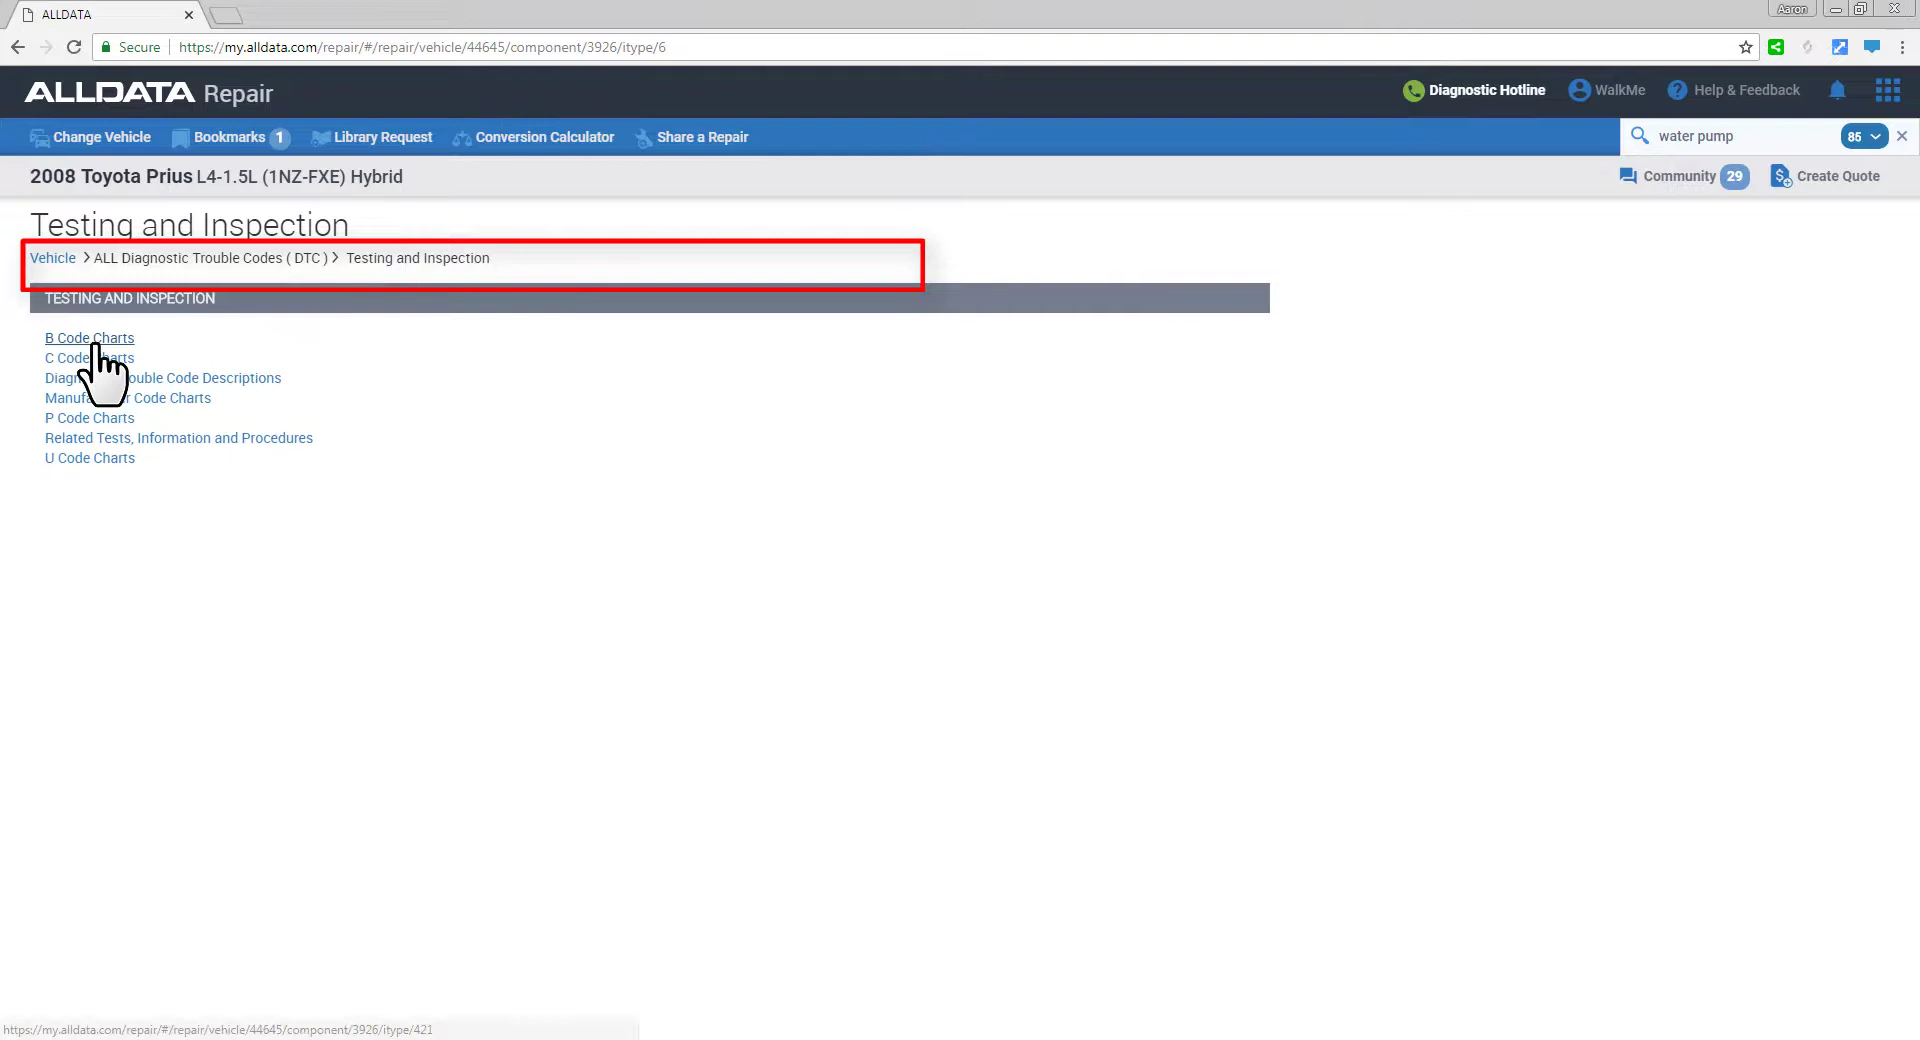 ALLDATA
Aaron
Secure https://my.alldata.com/repair/#/repair/vehicle/44645/component/3926/itype/6
ALLDATA Repair
Diagnostic Hotline WalkMe Help & Feedback
Change Vehicle Bookmarks 1 Library Request Conversion Calculator Share a Repair water pump 85
2008 Toyota Prius L4-1.5L (1NZ-FXE) Hybrid Community 29 Create Quote
Testing and Inspection
Vehicle > ALL Diagnostic Trouble Codes ( DTC ) > Testing and Inspection
TESTING AND INSPECTION
B Code Charts
C Code Charts
Code Descriptions
Code Charts
P Code Charts
Related Tests, Information and Procedures
U Code Charts
https://my.alldata.com/repair/#/repair/vehicle/44645/component/3926/itype/421